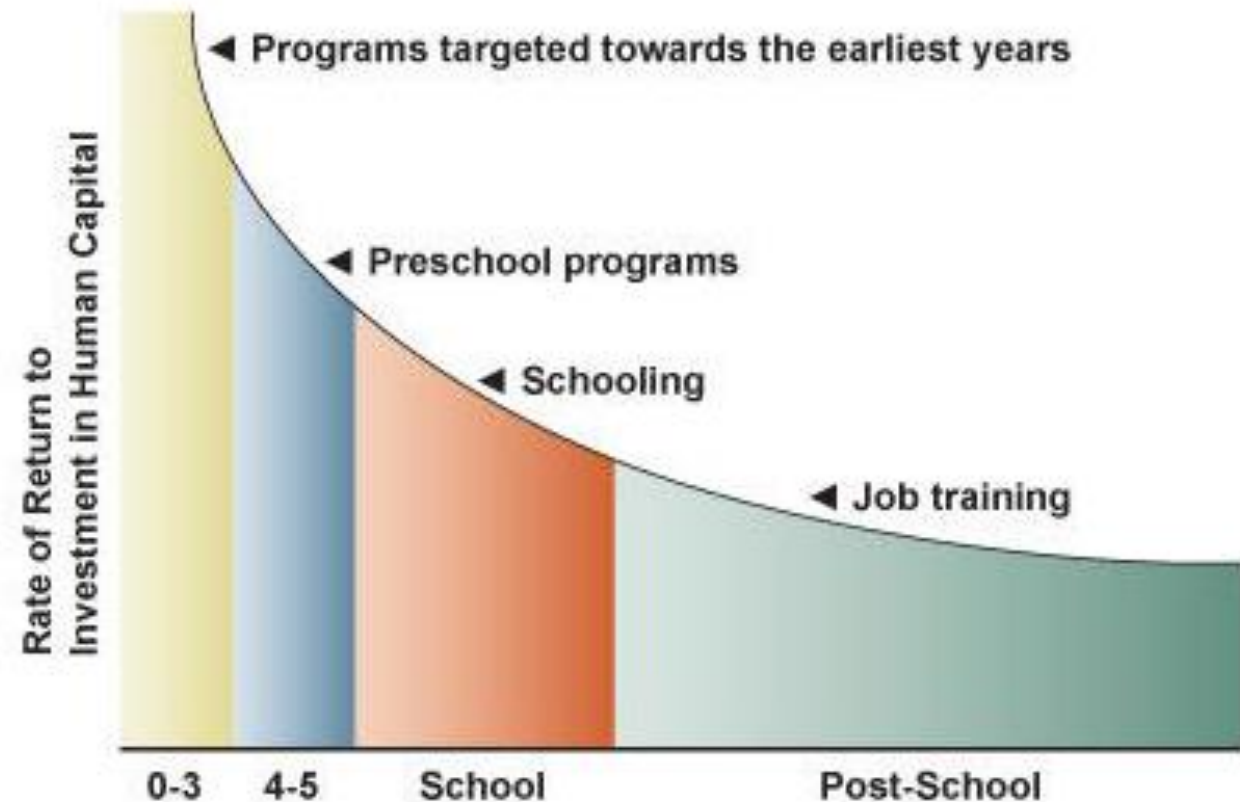 Programs targeted towards the earliest years
Preschool programs
Schooling
Job training
Rate of Return to
Investment in Human Capital
0-3
4-5
School
Post-School